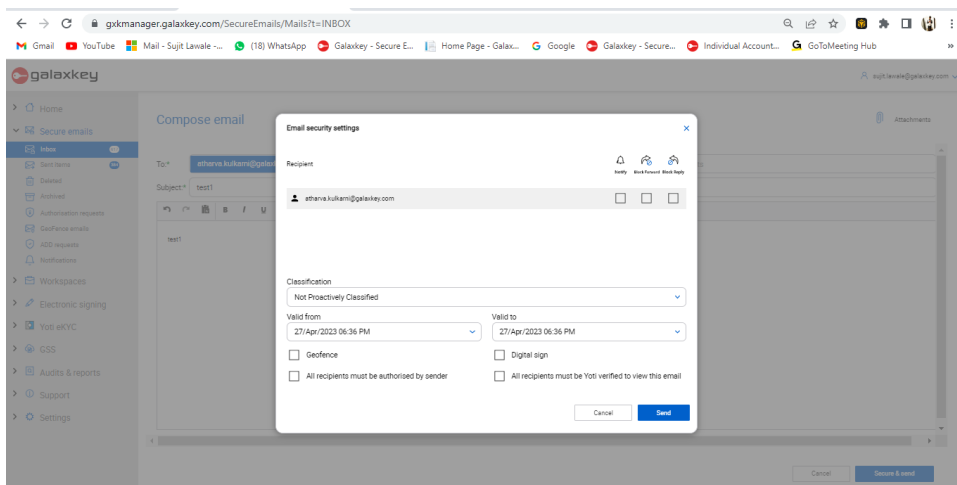 gxkmanager.galaxkey.com/SecureEmails/Mails?t=INBOX
Gmail YouTube Mail - Sujit Lawale -... (18) WhatsApp Galaxkey - Secure E... Home Page - Galax... Google Galaxkey - Secure... Individual Account... GoToMeeting Hub »
galaxkey
sujit.lawale@galaxkey.com
Home
Secure emails
Inbox
Sent items
Deleted
Archived
Authorisation requests
GeoFence emails
ADD requests
Notifications
Workspaces
Electronic signing
Yoti eKYC
GSS
Audits & reports
Support
Settings
Compose email
Attachments
To:* atharva.kulkarni@galax
Subject:* test1
B I U
test1
Email security settings
Recipient
Notify Block Forward Block Reply
atharva.kulkarni@galaxkey.com
Classification
Not Proactively Classified
Valid from Valid to
27/Apr/2023 06:36 PM 27/Apr/2023 06:36 PM
Geofence Digital sign
All recipients must be authorised by sender All recipients must be Yoti verified to view this email
Cancel Send
Cancel Secure & send